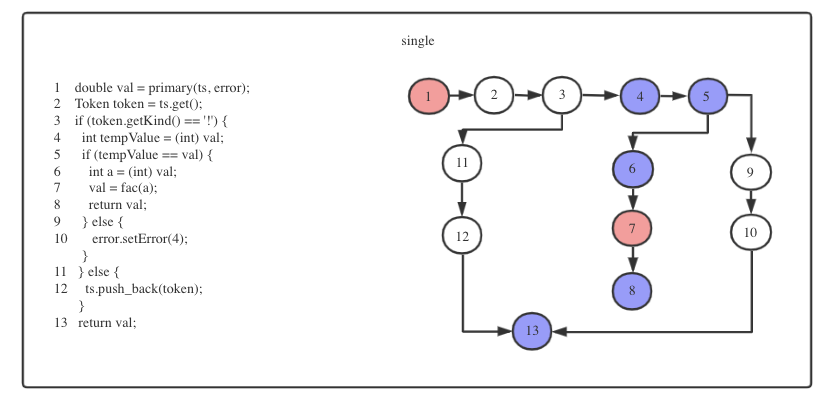 single
1 double val = primary(ts, error);
2 Token token = ts.get();
3 if (token.getKind() == '!') {
4 int tempValue = (int) val;
5 if (tempValue == val) {
6 int a = (int) val;
7 val = fac(a);
8 return val;
9 } else {
10 error.setError(4);
}
11 } else {
12 ts.push_back(token);
}
13 return val;
1 2 3 4 5
11 6 9
12 7 10
8
13